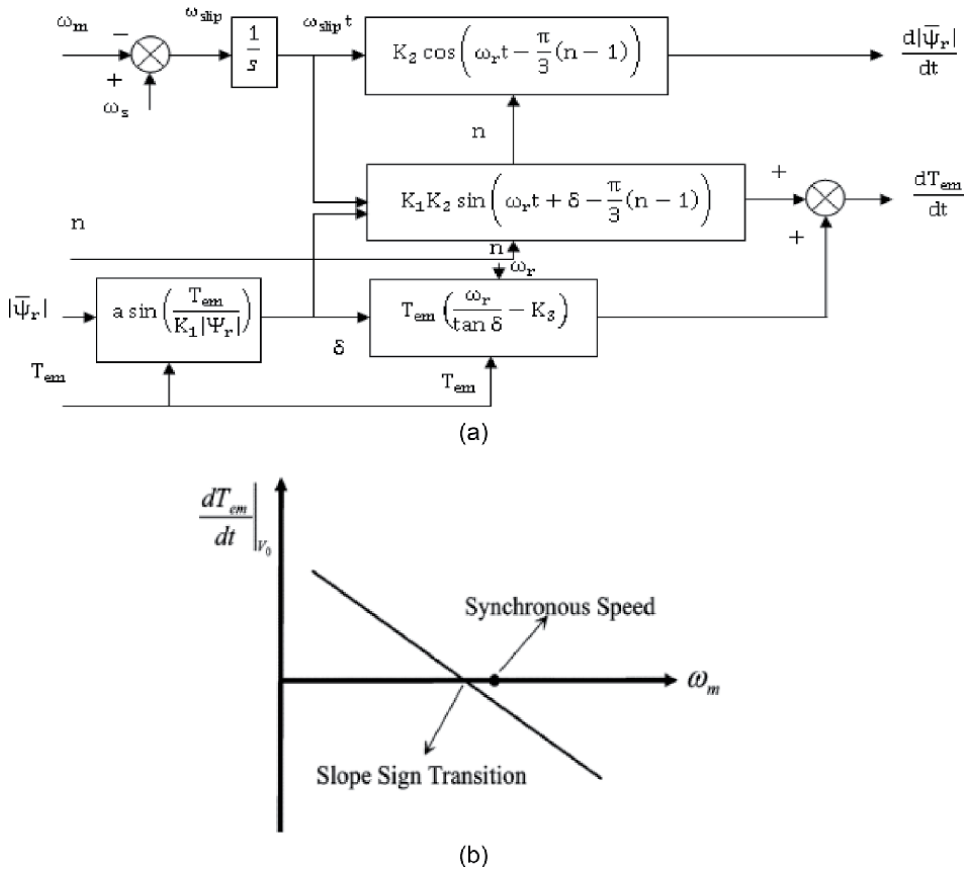 ω_m
−
+
ω_s
ω_slip
1/s
ω_slip t
K₂ cos(ω_r t − π/3 (n − 1))
d|ψ̅_r|/dt
n
K₁K₂ sin(ω_r t + δ − π/3 (n − 1))
+
+
dT_em/dt
n
n
ω_r
|ψ̅_r|
a sin(T_em/K₁|Ψ_r|)
δ
T_em (ω_r/tan δ − K₃)
T_em
T_em
(a)
dT_em/dt|V₀
Synchronous Speed
ω_m
Slope Sign Transition
(b)